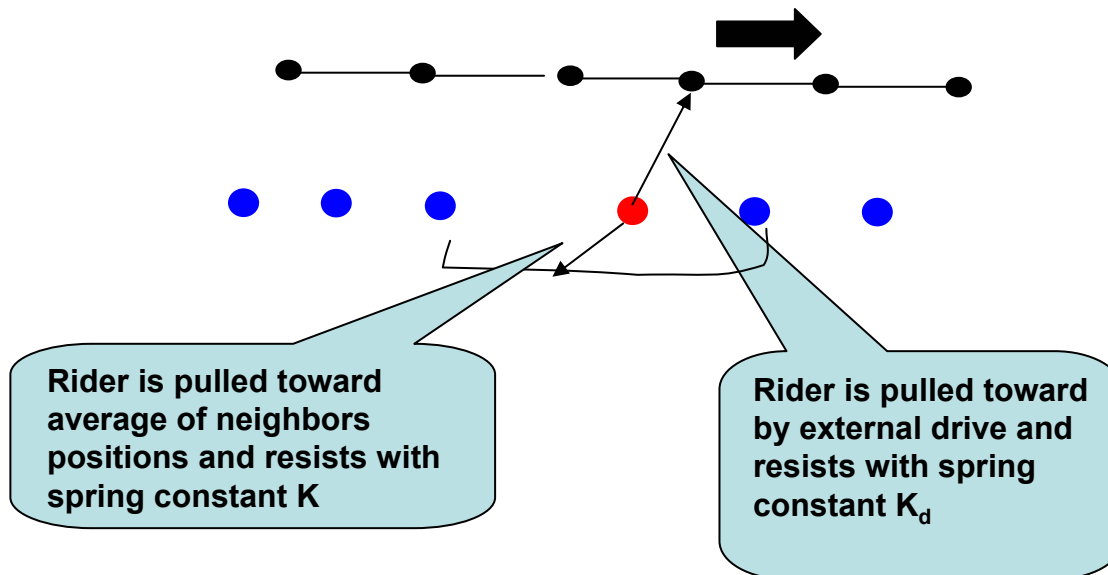 Rider is pulled toward
average of neighbors
positions and resists with
spring constant K
Rider is pulled toward
by external drive and
resists with spring
constant Kd